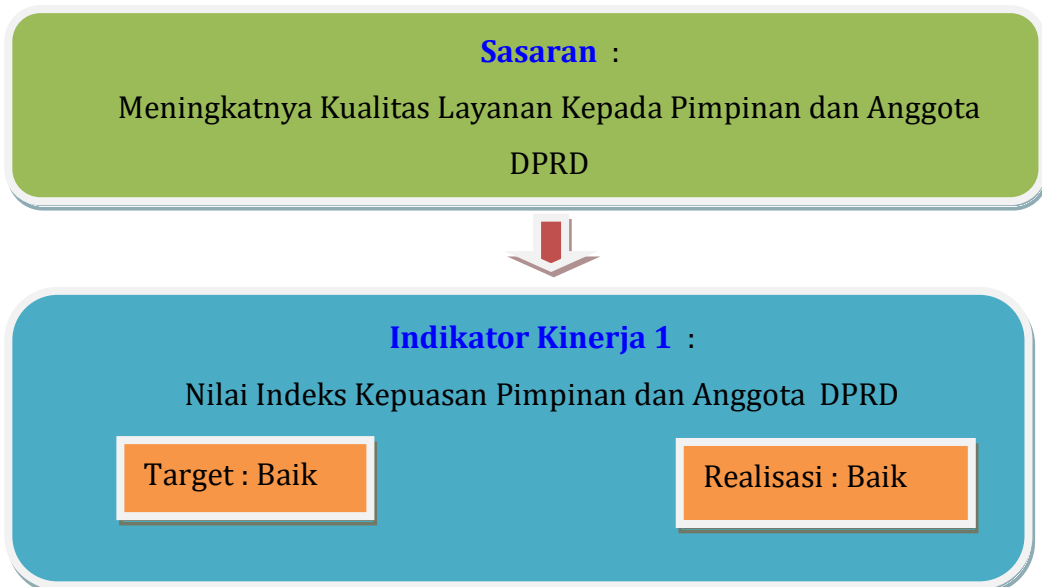 Sasaran :
Meningkatnya Kualitas Layanan Kepada Pimpinan dan Anggota
DPRD
Indikator Kinerja 1 :
Nilai Indeks Kepuasan Pimpinan dan Anggota DPRD
Target : Baik
Realisasi : Baik